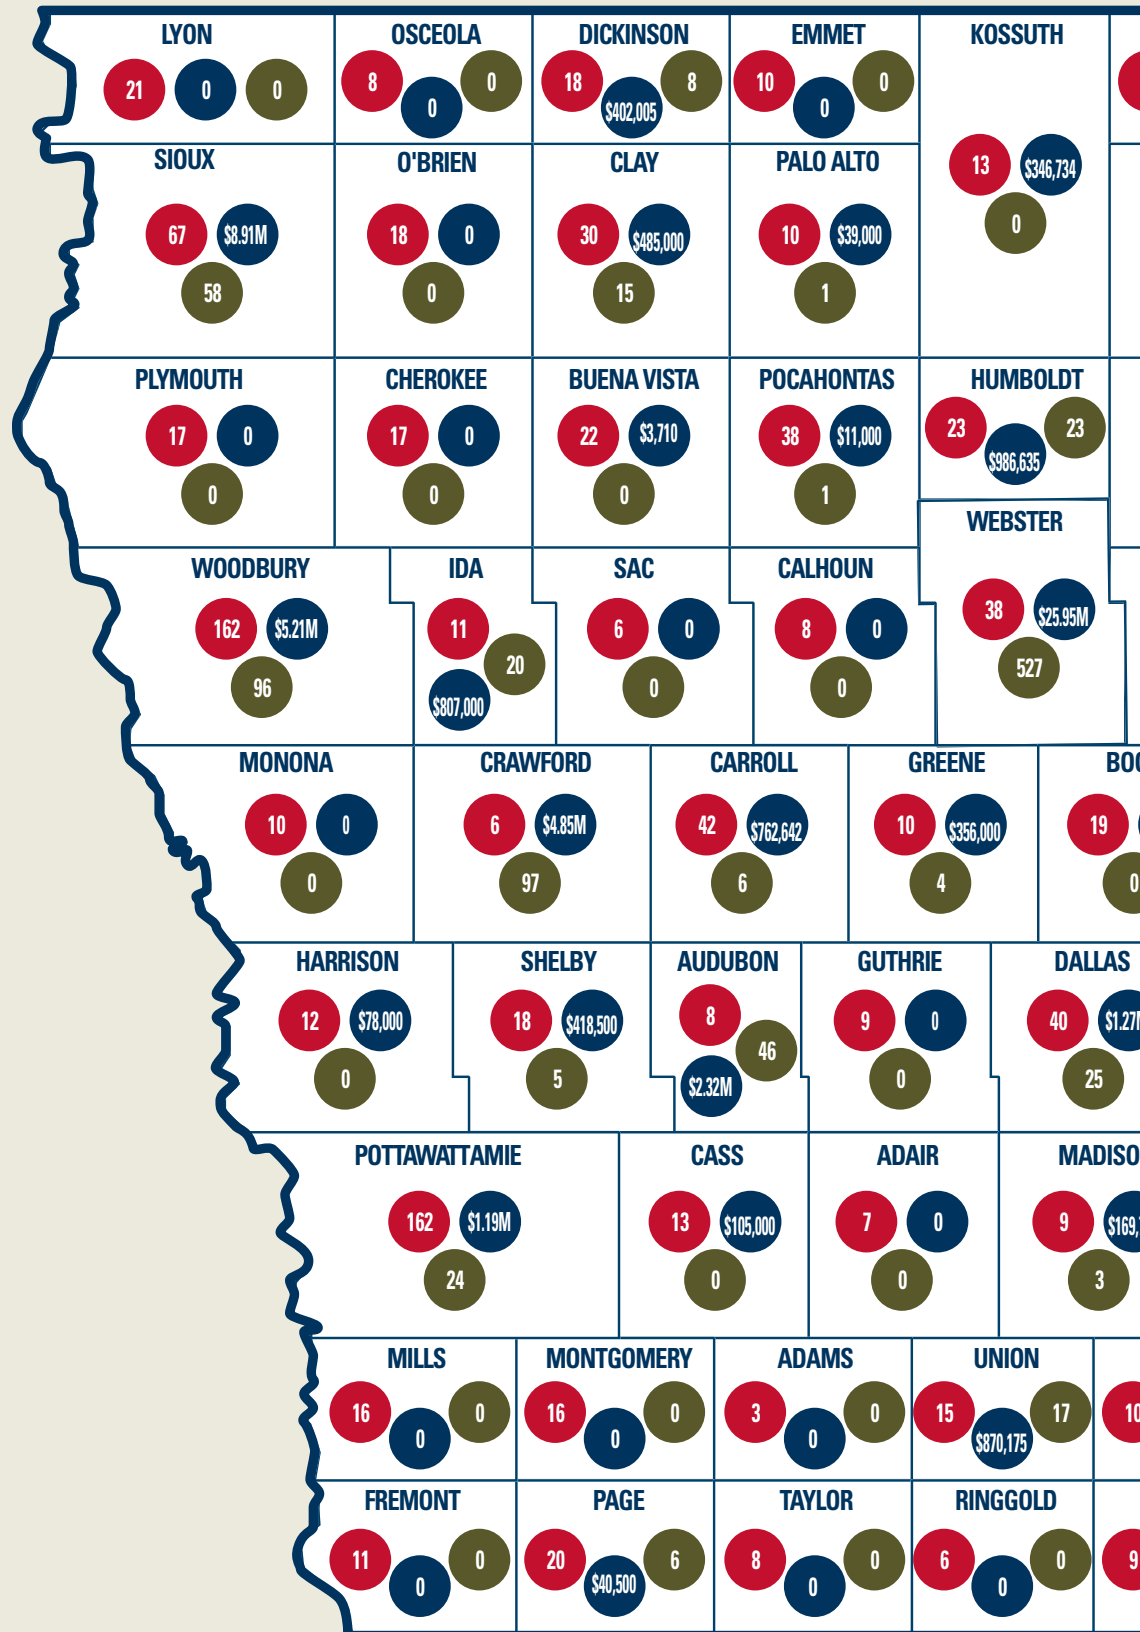 LYON
21 0 0
OSCEOLA
8 0 0
DICKINSON
18 $402,005 8
EMMET
10 0 0
KOSSUTH
13 $346,734
0
SIOUX
67 $8.91M
58
O'BRIEN
18 0
0
CLAY
30 $485,000
15
PALO ALTO
10 $39,000
1
PLYMOUTH
17 0
0
CHEROKEE
17 0
0
BUENA VISTA
22 $3,710
0
POCAHONTAS
38 $11,000
1
HUMBOLDT
23 $986,635 23
WEBSTER
38 $25.95M
527
WOODBURY
162 $5.21M
96
IDA
11
20
$807,000
SAC
6 0
0
CALHOUN
8 0
0
MONONA
10 0
0
CRAWFORD
6 $4.85M
97
CARROLL
42 $762,642
6
GREENE
10 $356,000
4
19
0
HARRISON
12 $78,000
0
SHELBY
18 $418,500
5
AUDUBON
8
46
$2.32M
GUTHRIE
9 0
0
DALLAS
40 $1.27
25
POTTAWATTAMIE
162 $1.19M
24
CASS
13 $105,000
0
ADAIR
7 0
0
MADISO
9 $169,
3
MILLS
16 0 0
MONTGOMERY
16 0 0
ADAMS
3 0 0
UNION
15 $870,175 17
10
FREMONT
11 0 0
PAGE
20 $40,500 6
TAYLOR
8 0 0
RINGGOLD
6 0 0
9